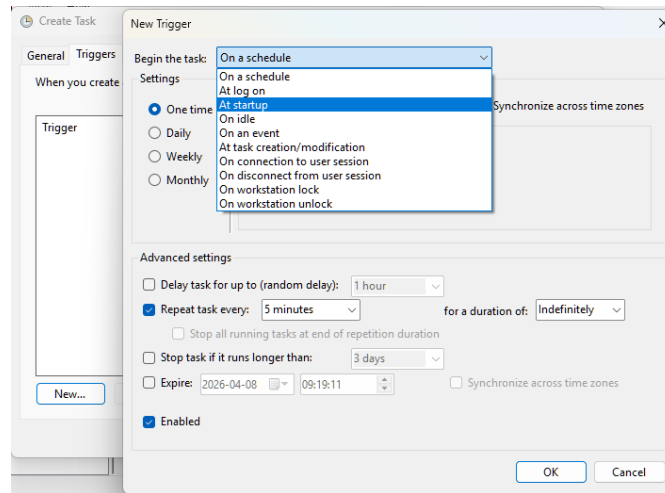 Create Task
New Trigger
General Triggers
When you create
Trigger
New...
Begin the task: On a schedule
On a schedule
At log on
At startup
On idle
On an event
At task creation/modification
On connection to user session
On disconnect from user session
On workstation lock
On workstation unlock
Settings
One time
Daily
Weekly
Monthly
Synchronize across time zones
Advanced settings
Delay task for up to (random delay): 1 hour
Repeat task every: 5 minutes for a duration of: Indefinitely
Stop all running tasks at end of repetition duration
Stop task if it runs longer than: 3 days
Expire: 2026-04-08 09:19:11 Synchronize across time zones
Enabled
OK Cancel